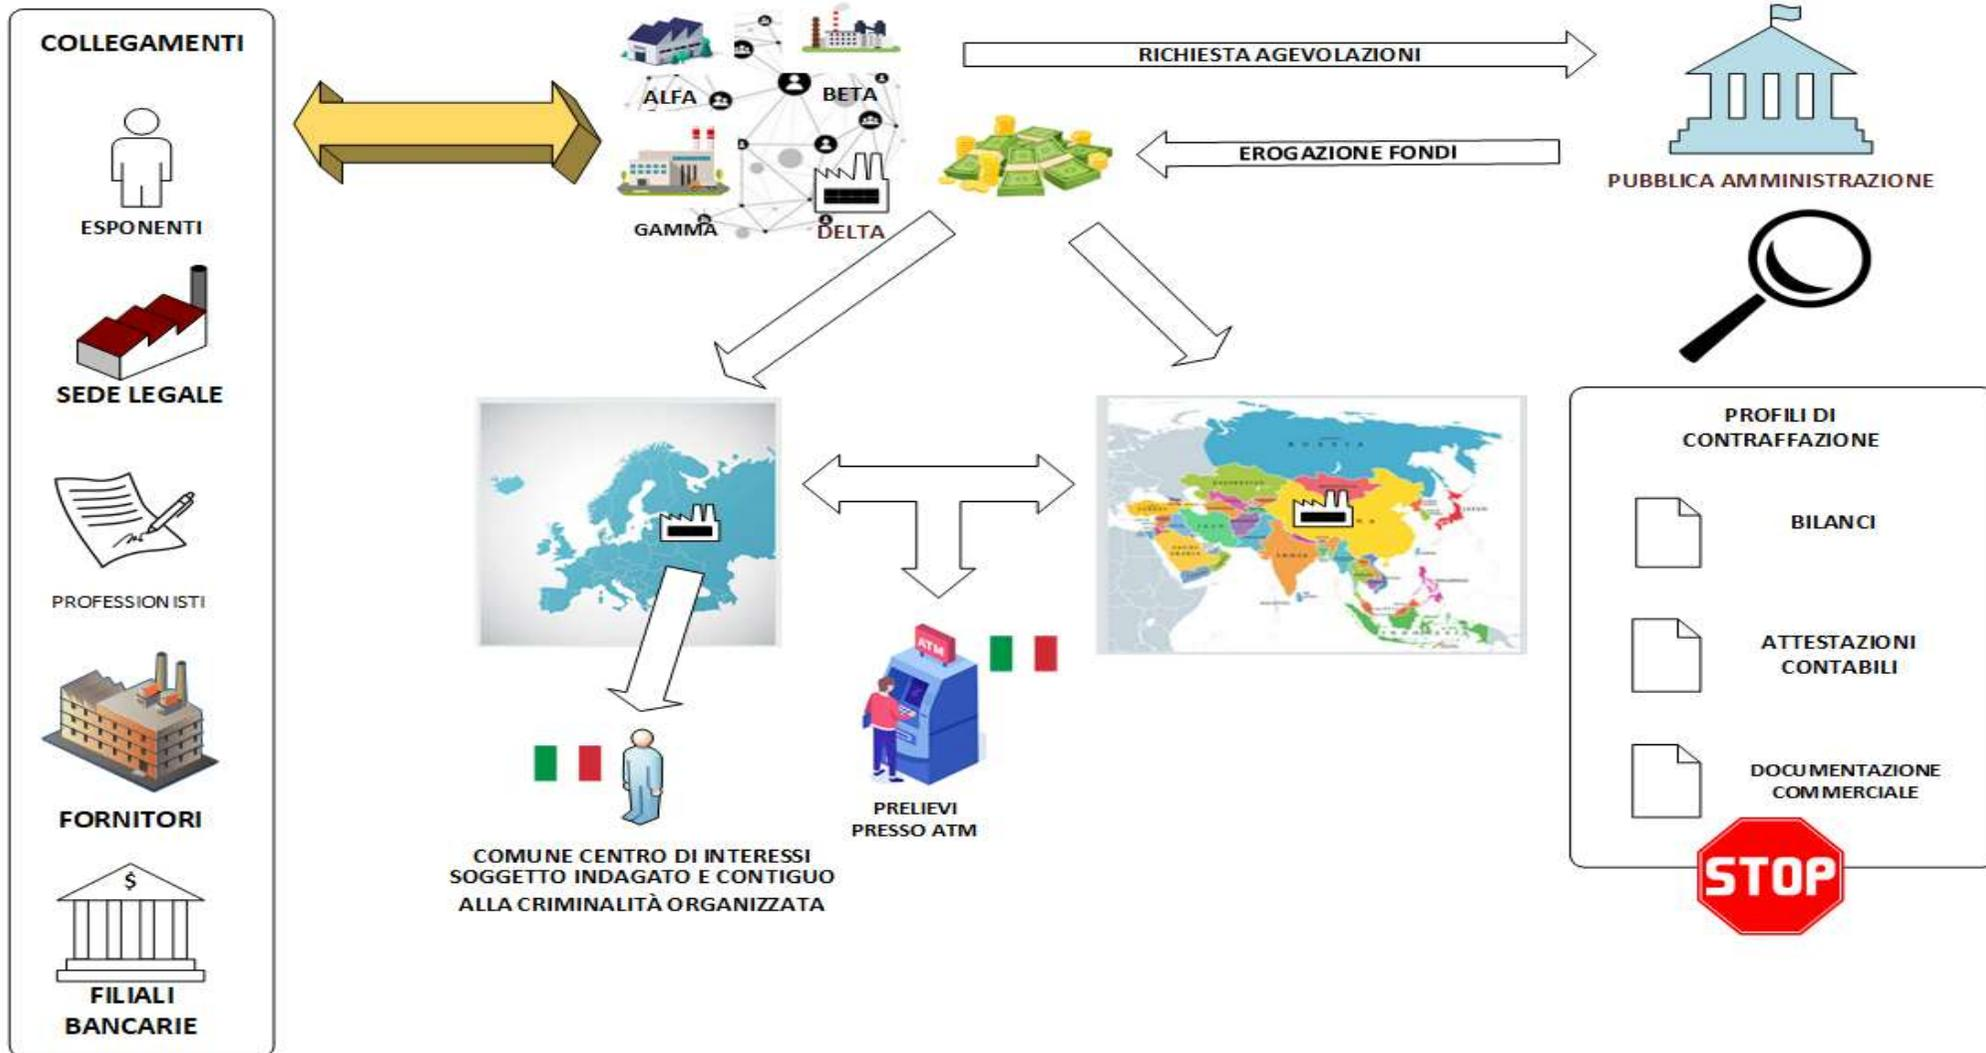 COLLEGAMENTI
ESPONENTI
SEDE LEGALE
PROFESSIONISTI
FORNITORI
$
FILIALI
BANCARIE
ALFA
BETA
GAMMA
DELTA
RICHIESTA AGEVOLAZIONI
EROGAZIONE FONDI
PUBBLICA AMMINISTRAZIONE
RUSSIA
INDIA
ATM
PRELIEVI
PRESSO ATM
COMUNE CENTRO DI INTERESSI
SOGGETTO INDAGATO E CONTIGUO
ALLA CRIMINALITÀ ORGANIZZATA
PROFILI DI
CONTRAFFAZIONE
BILANCI
ATTESTAZIONI
CONTABILI
DOCUMENTAZIONE
COMMERCIALE
STOP